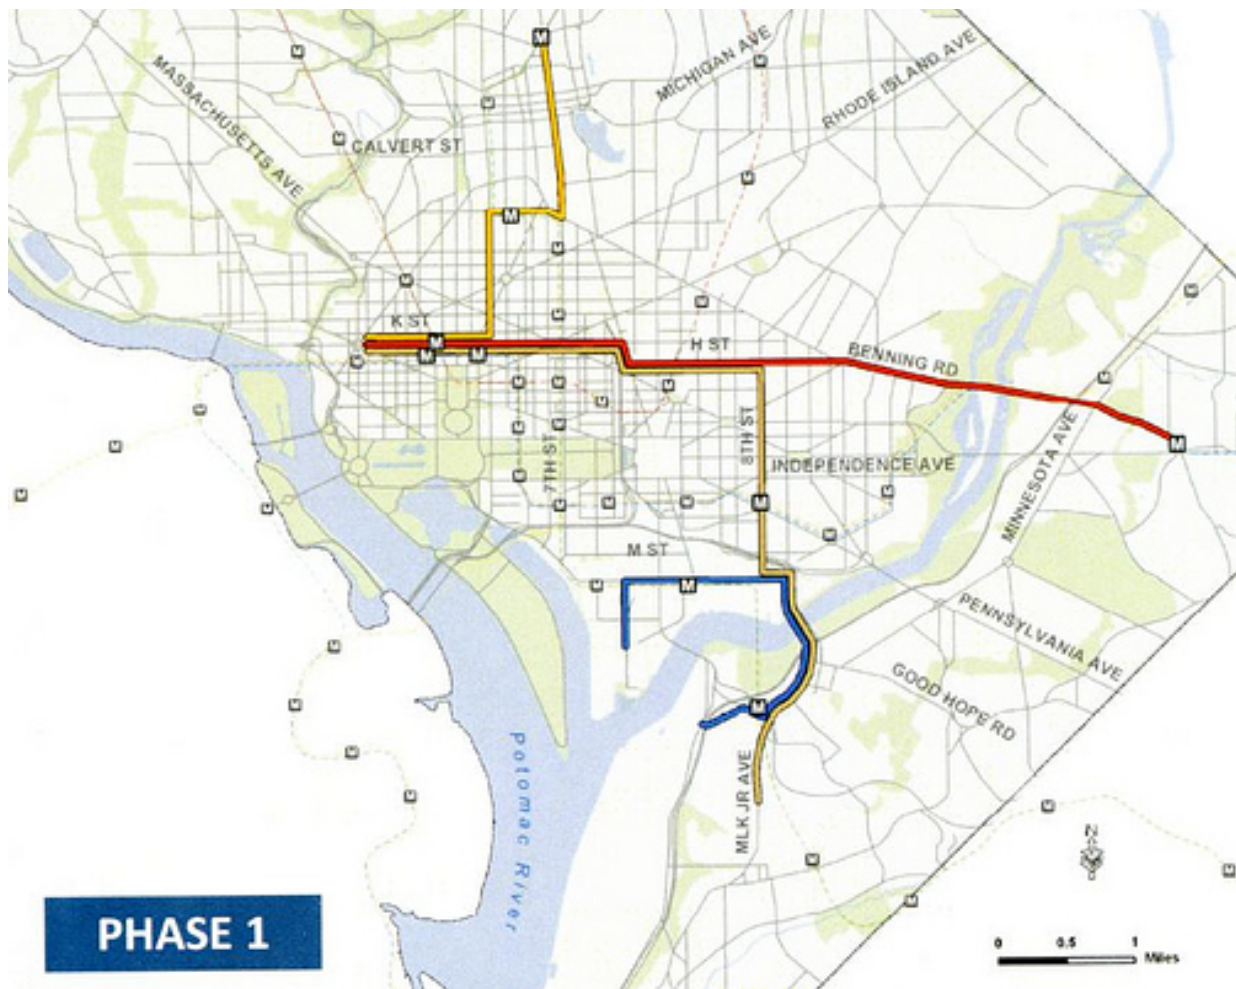 MICHIGAN AVE
RHODE ISLAND AVE
MASSACHUSETTS AVE
CALVERT ST
K ST
H ST
BENNING RD
8TH ST
7TH ST
INDEPENDENCE AVE
MINNESOTA AVE
M ST
PENNSYLVANIA AVE
GOOD HOPE RD
MLK JR AVE
Potomac River
PHASE 1
N
0 0.5 1
Miles
M
M
M
M
M
M
M
M